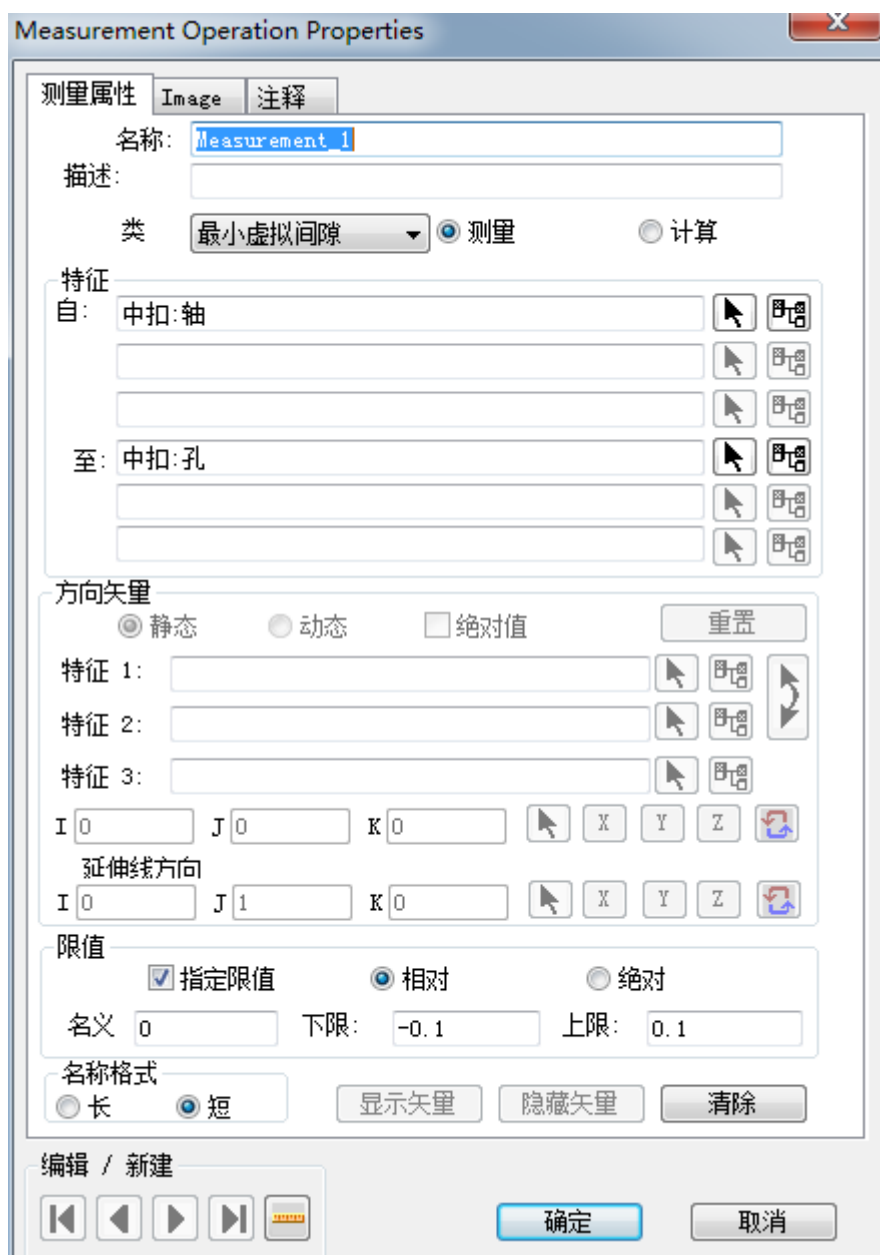 Measurement Operation Properties
测量属性 Image 注释
名称: Measurement_1
描述:
类 最小虚拟间隙 测量 计算
特征
自: 中扣:轴
至: 中扣:孔
方向矢量
静态 动态 绝对值 重置
特征 1:
特征 2:
特征 3:
I 0 J 0 K 0 X Y Z
延伸线方向
I 0 J 1 K 0 X Y Z
限值
指定限值 相对 绝对
名义 0 下限: -0.1 上限: 0.1
名称格式
长 短 显示矢量 隐藏矢量 清除
编辑 / 新建
确定 取消